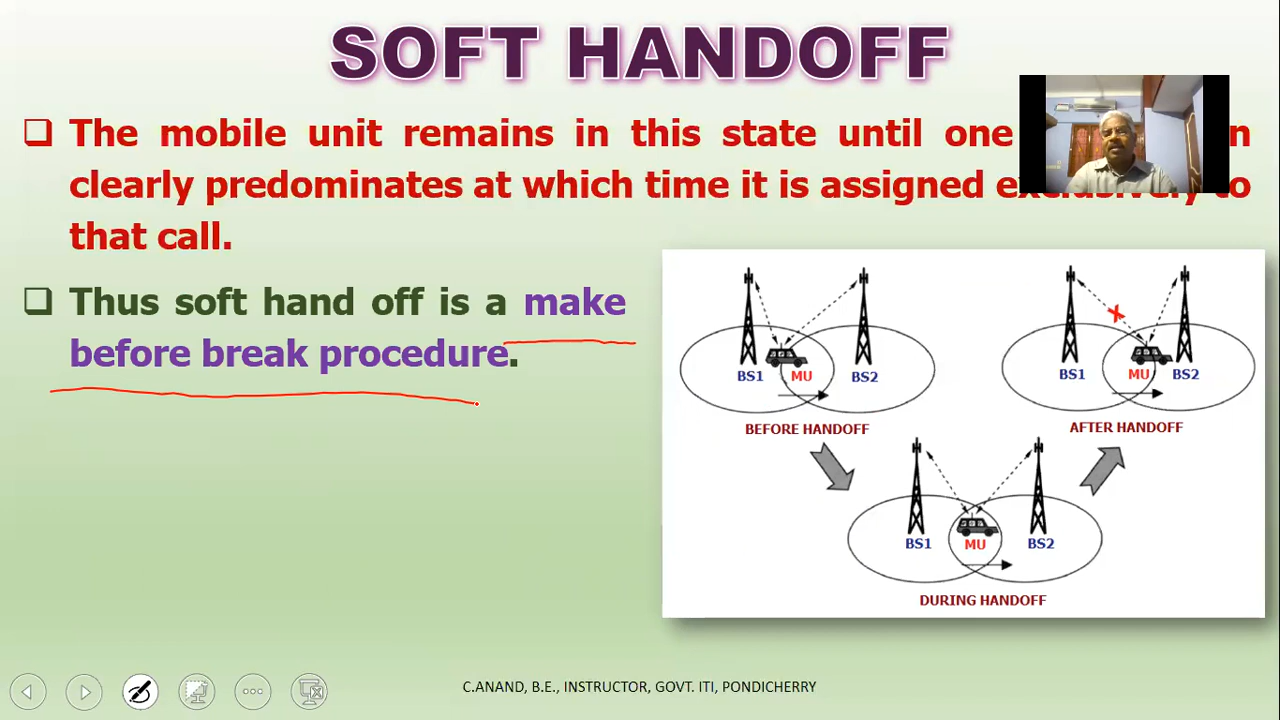 SOFT HANDOFF
❑ The mobile unit remains in this state until one
clearly predominates at which time it is assigned exclusively to
that call.
❑ Thus soft hand off is a make
before break procedure.
BS1 MU BS2
BEFORE HANDOFF
BS1 MU BS2
AFTER HANDOFF
BS1 MU BS2
DURING HANDOFF
C.ANAND, B.E., INSTRUCTOR, GOVT. ITI, PONDICHERRY